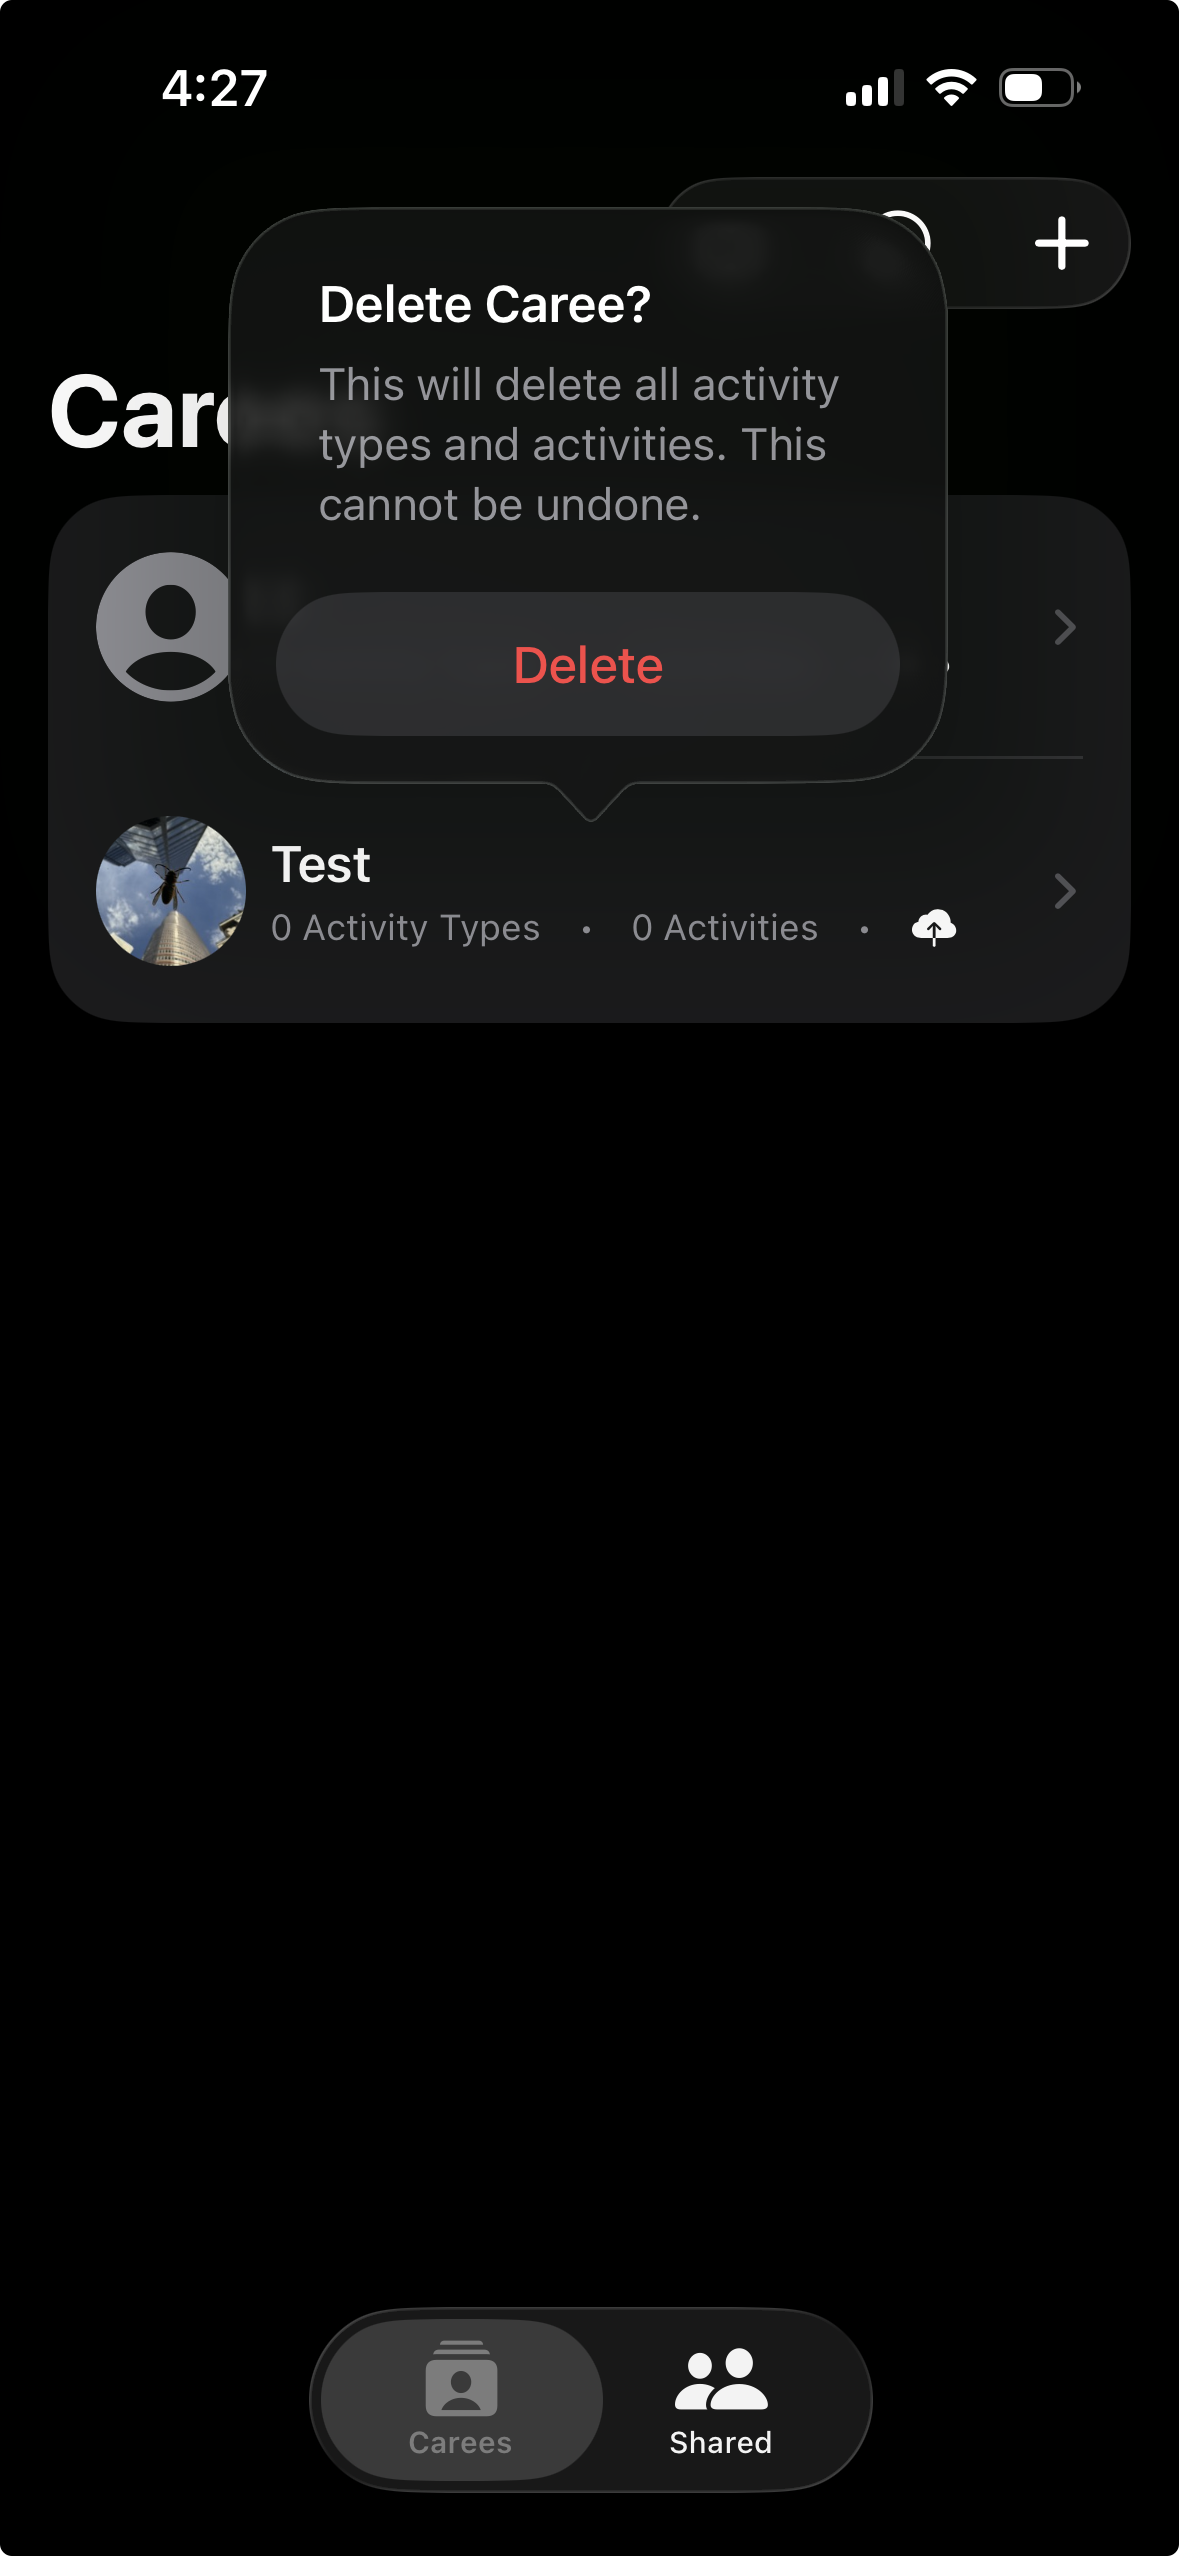 4:27
Delete Caree?
This will delete all activity
types and activities. This
cannot be undone.
Delete
Test
0 Activity Types • 0 Activities •
Carees
Shared